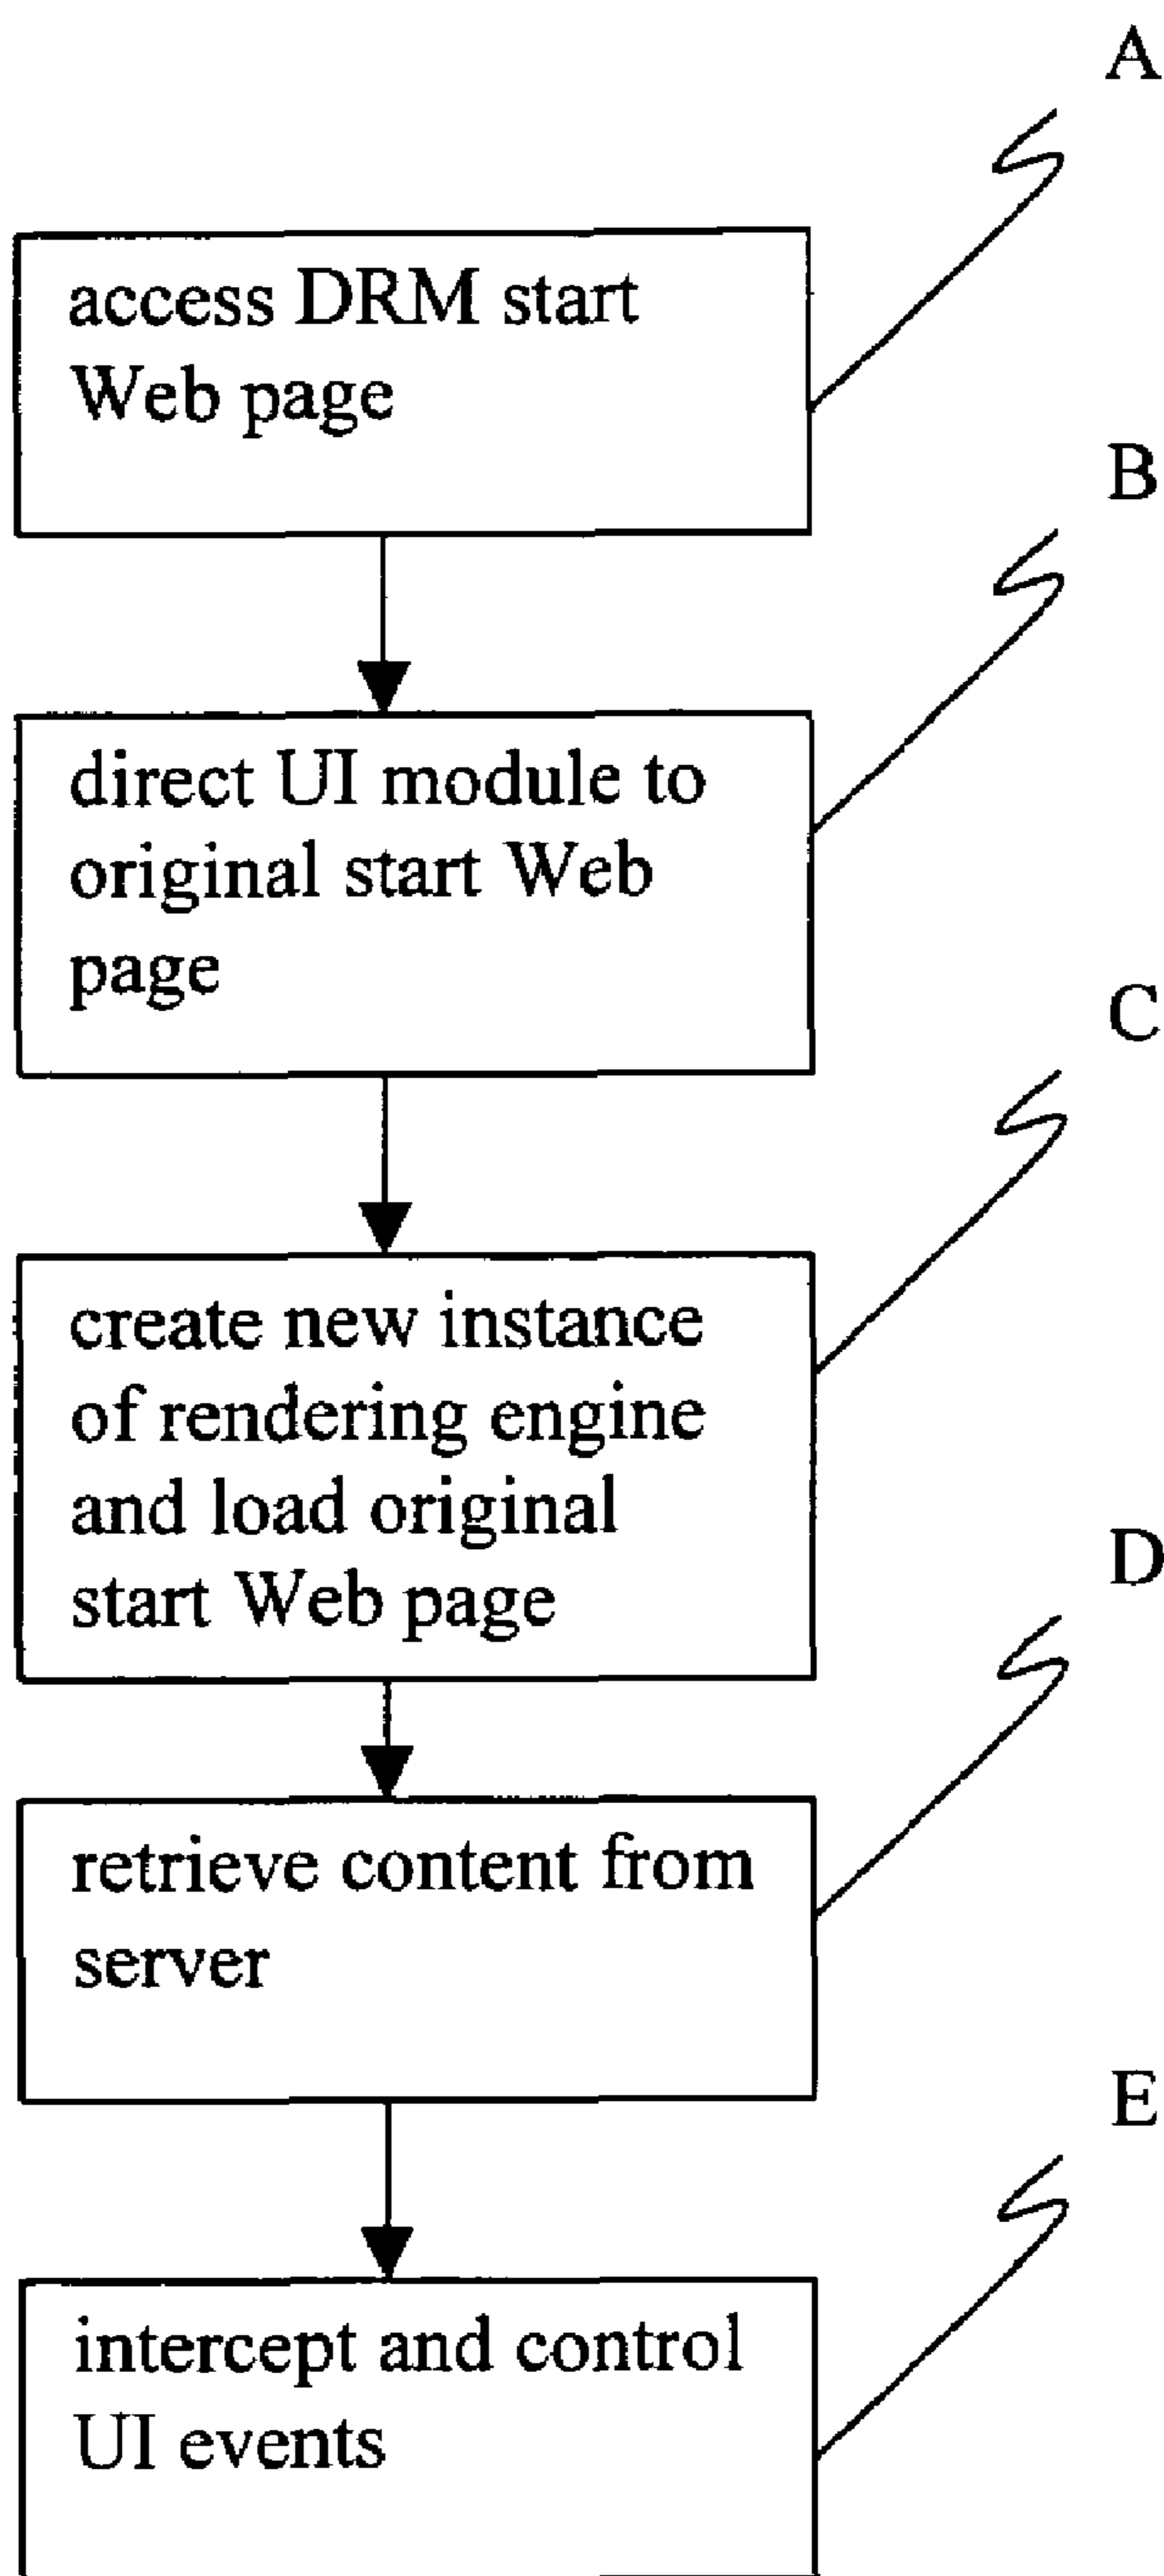 A
access DRM start
Web page
B
direct UI module to
original start Web
page
C
create new instance
of rendering engine
and load original
start Web page
D
retrieve content from
server
E
intercept and control
UI events